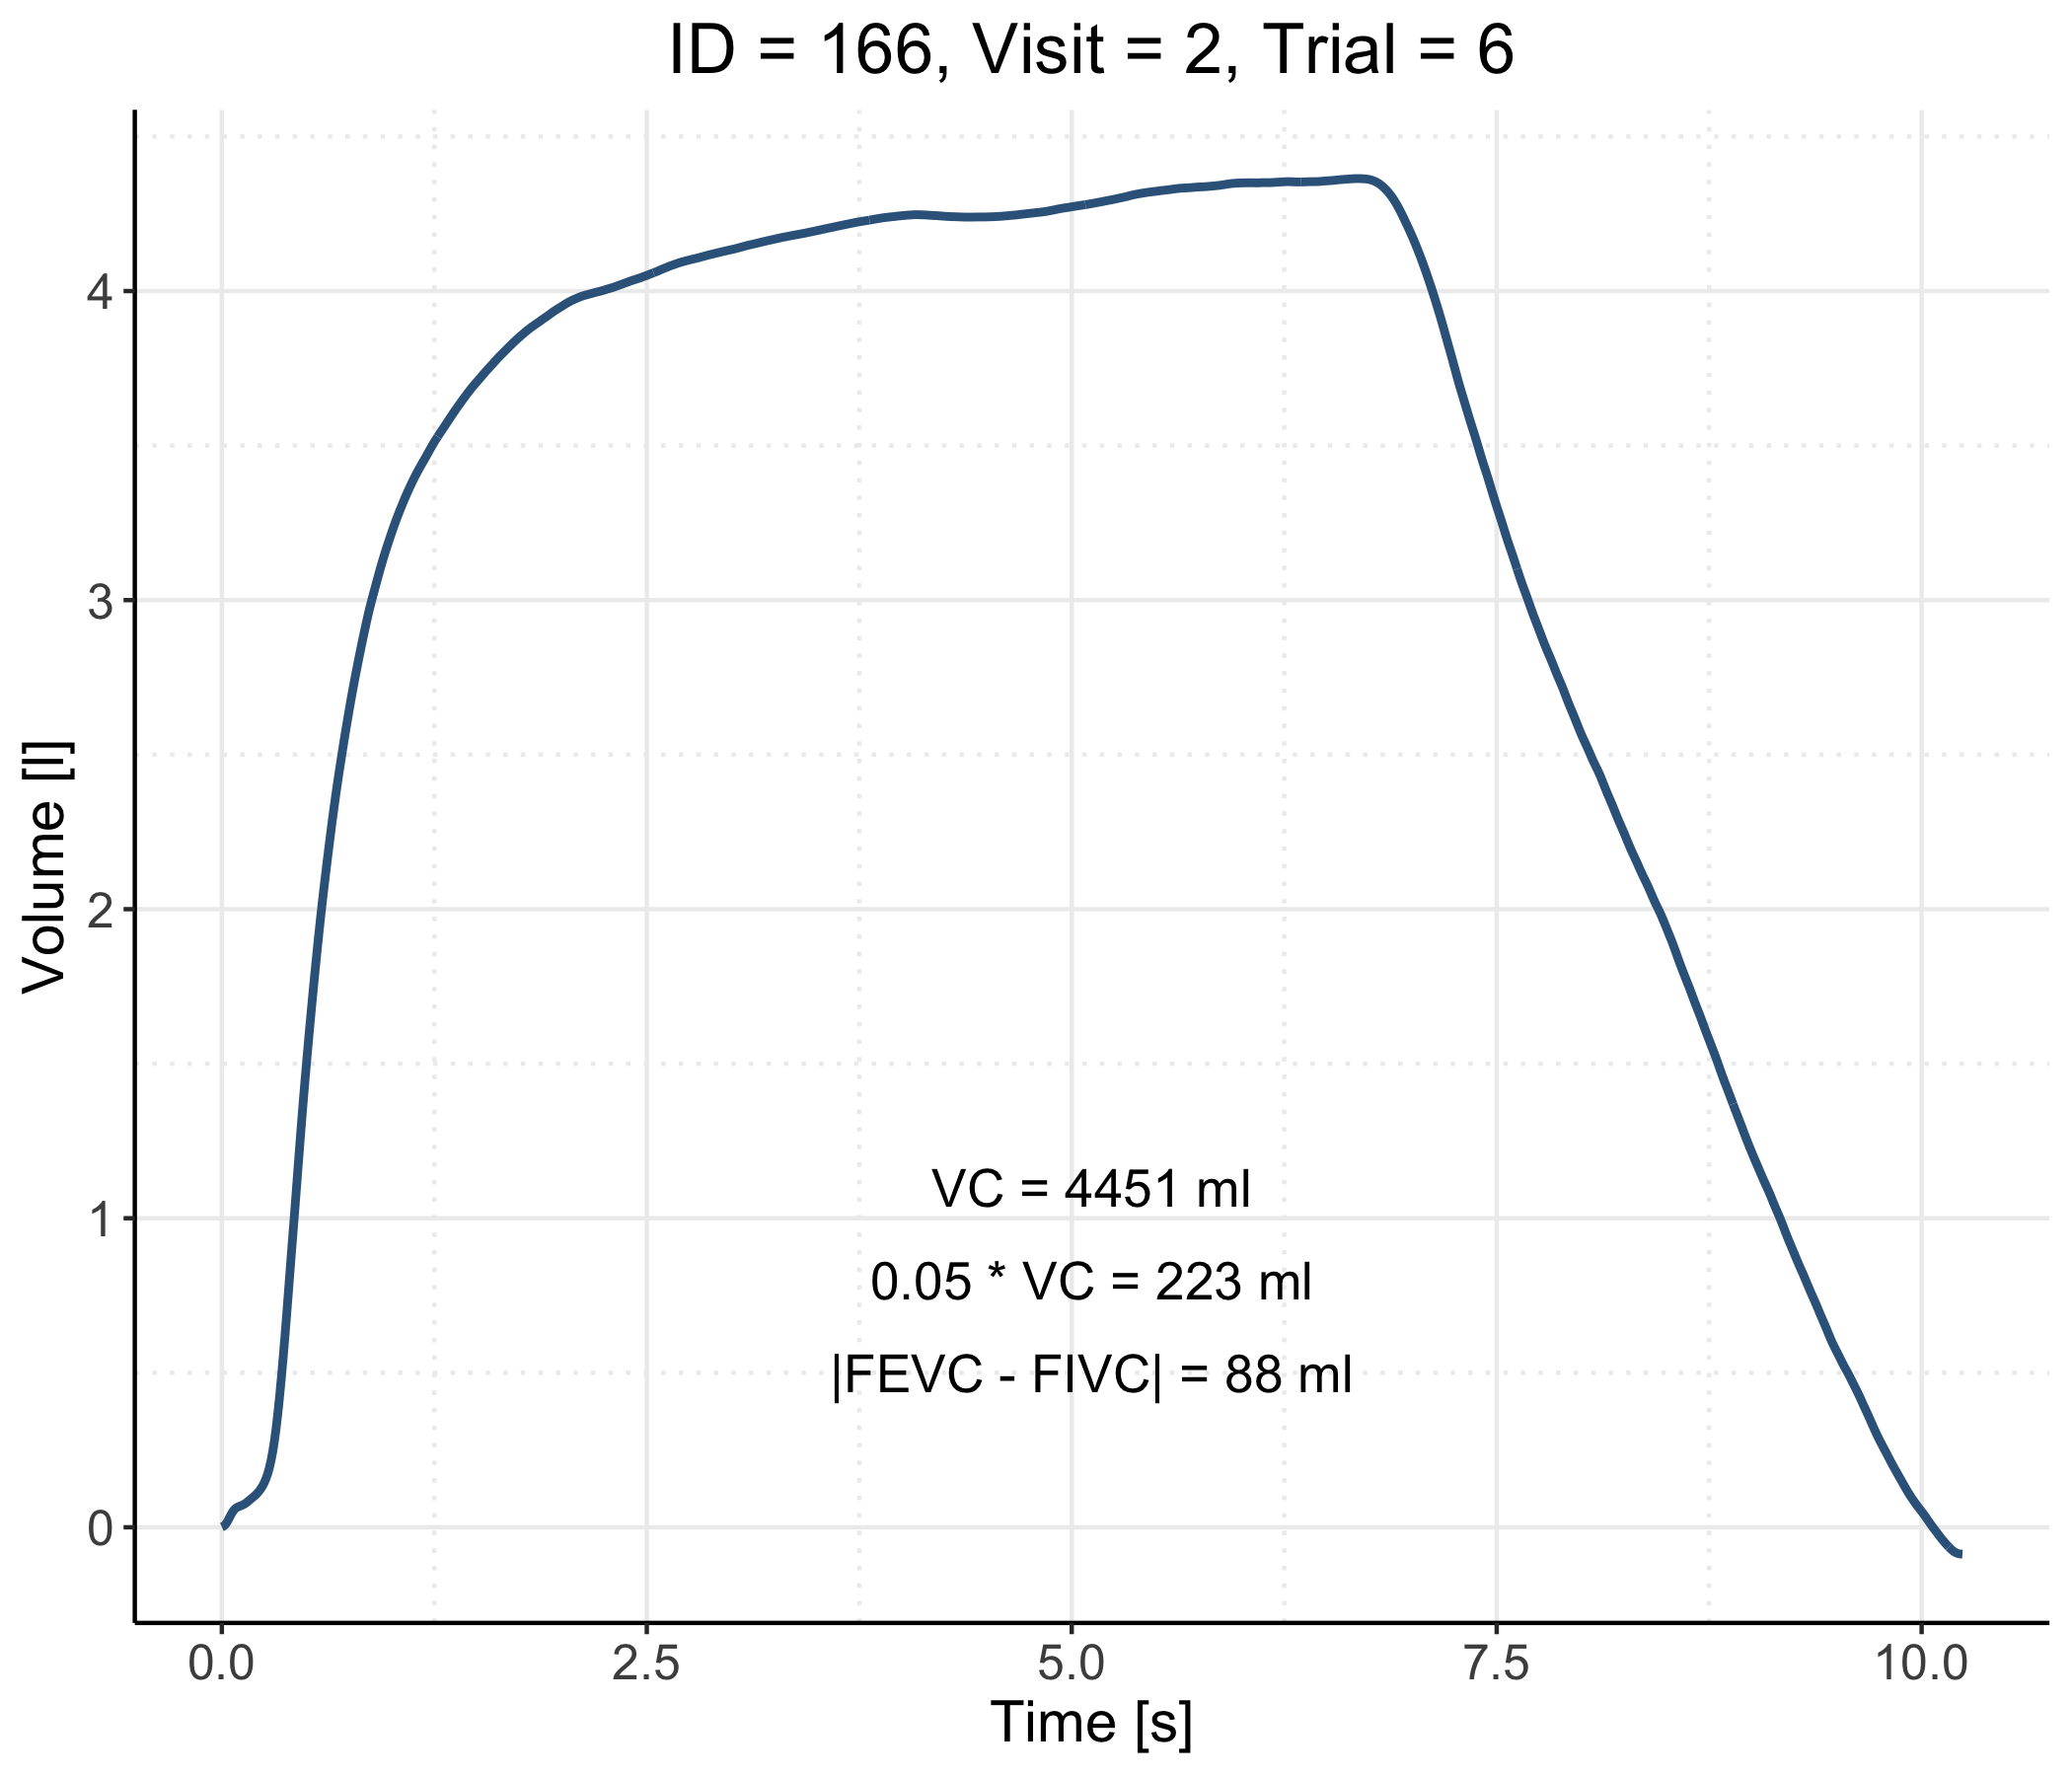 ID = 166, Visit = 2, Trial = 6
Volume [l]
4
3
2
1
0
VC = 4451 ml
0.05 * VC = 223 ml
|FEVC - FIVC| = 88 ml
0.0 2.5 5.0 7.5 10.0
Time [s]